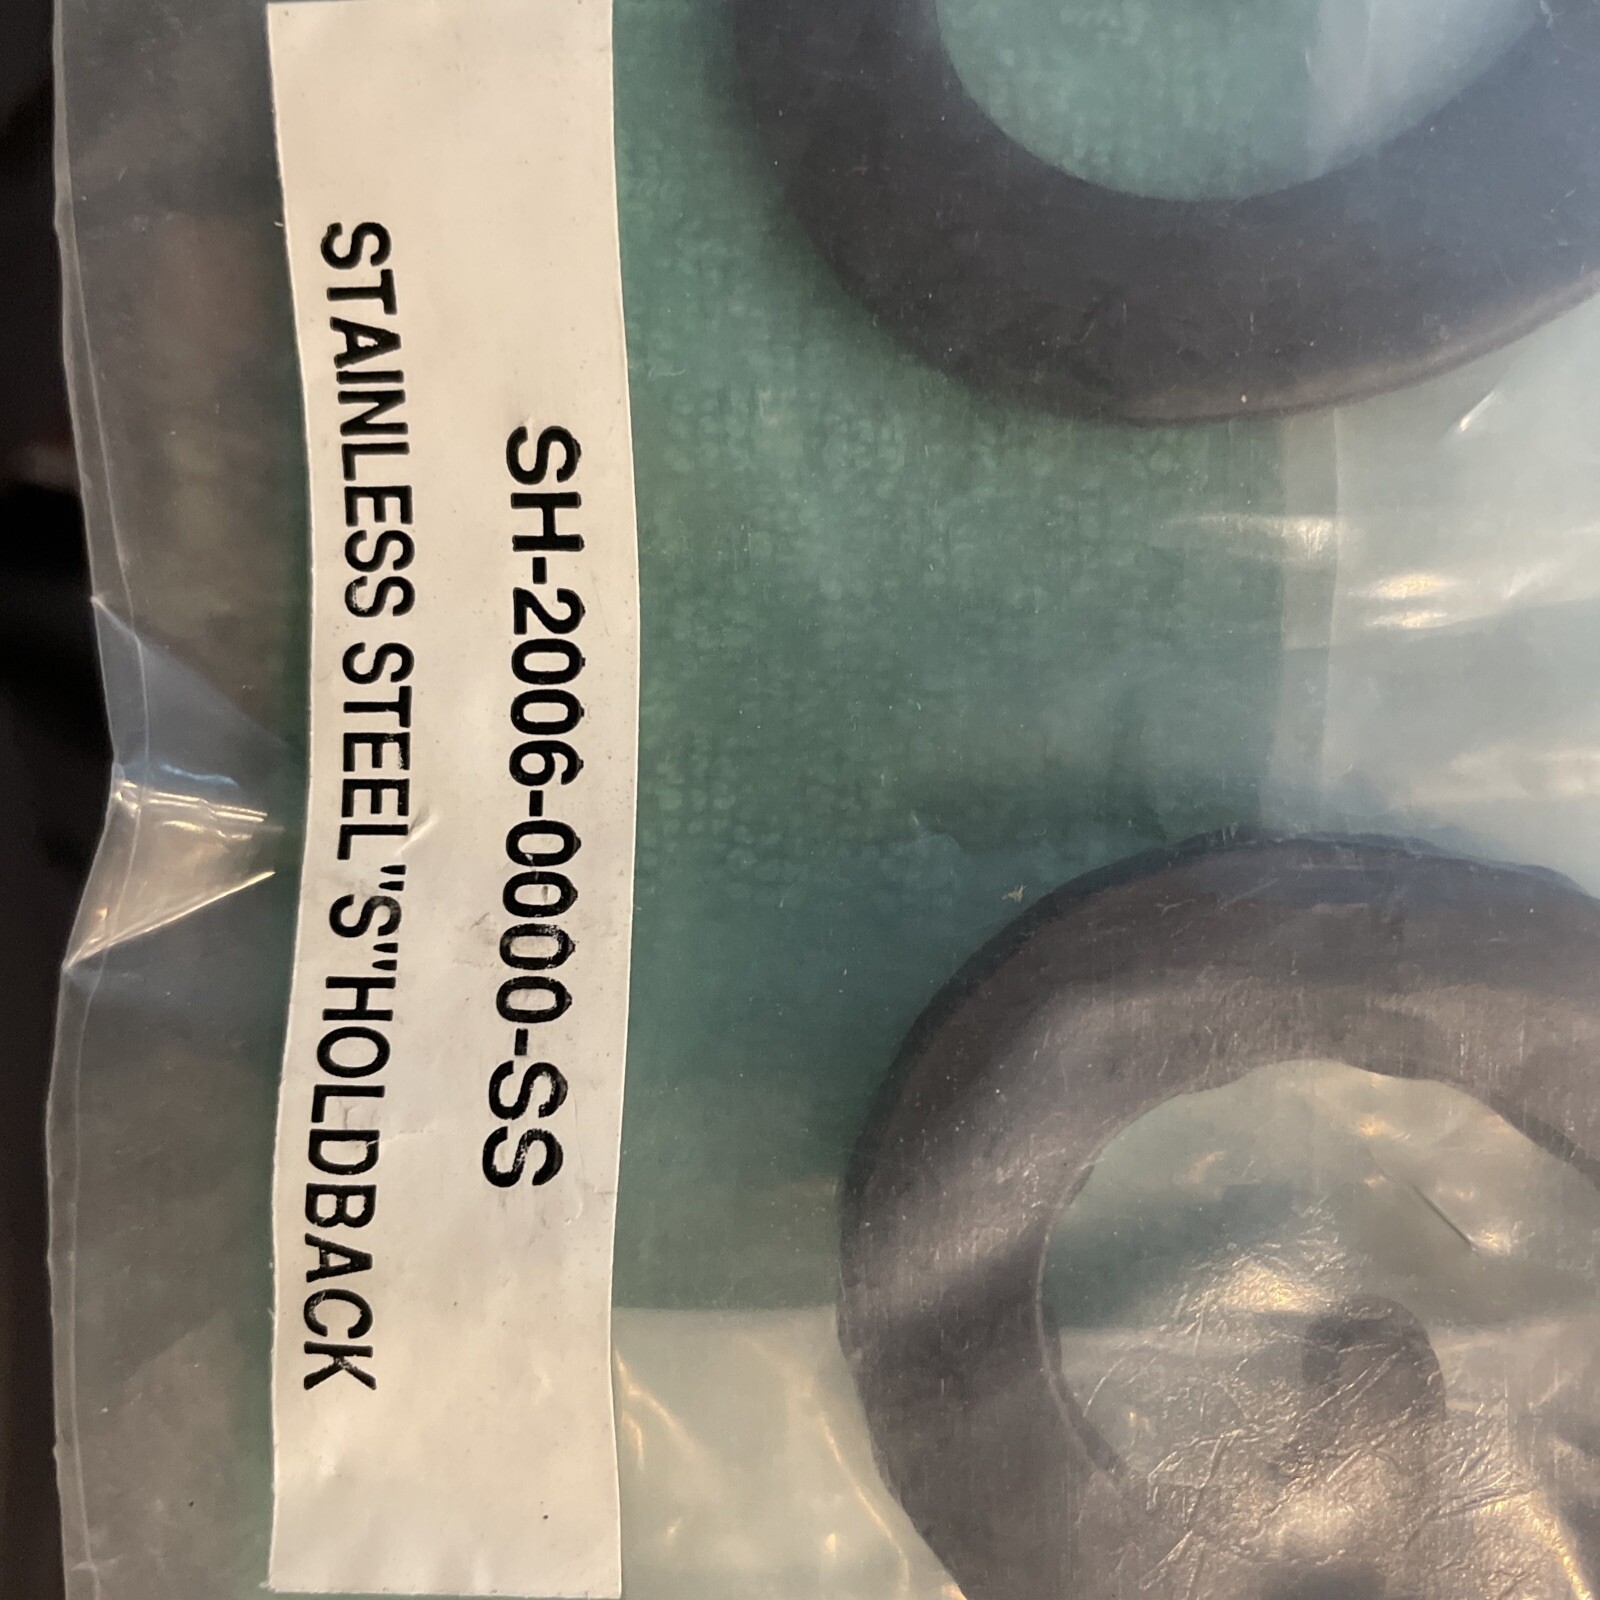 SH-2006-0000-SS
STAINLESS STEEL"S"HOLDBACK